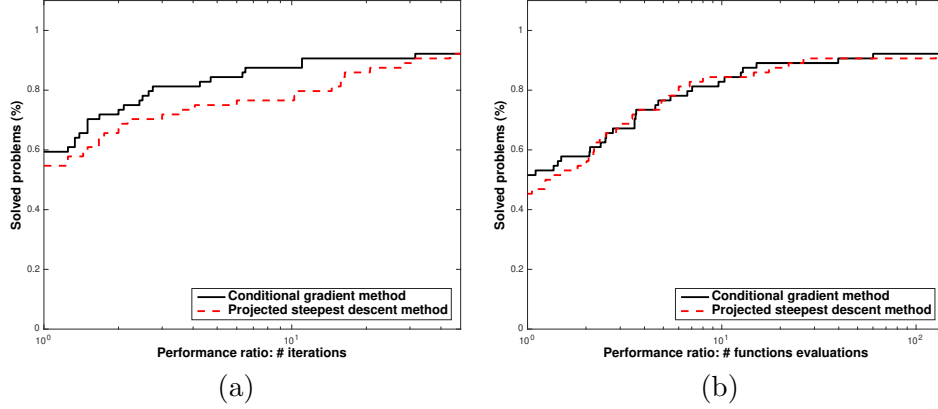 1
0.8
0.6
0.4
0.2
0
Solved problems (%)
10^0
10^1
Performance ratio: # iterations
Conditional gradient method
Projected steepest descent method
(a)
1
0.8
0.6
0.4
0.2
0
Solved problems (%)
10^0
10^1
10^2
Performance ratio: # functions evaluations
Conditional gradient method
Projected steepest descent method
(b)